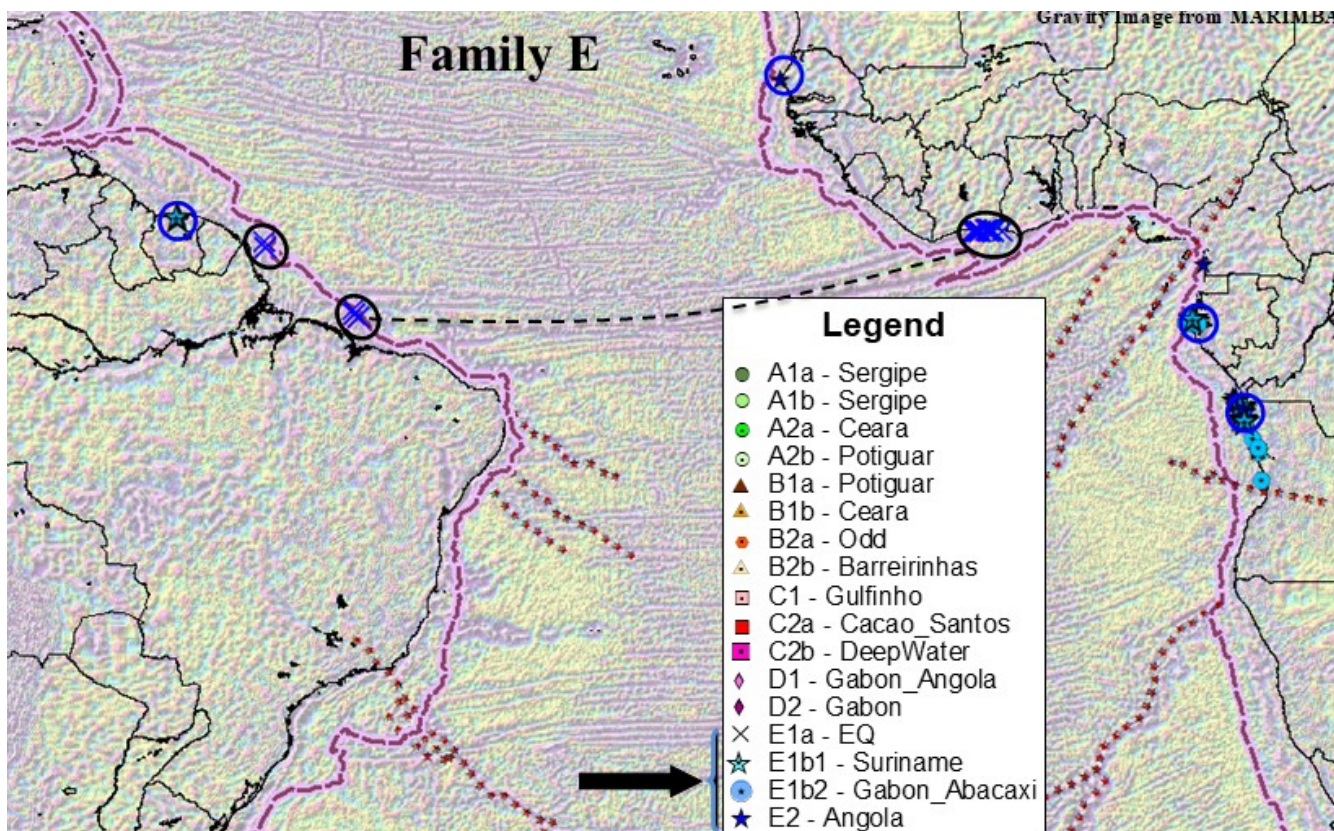 Gravity Image from MARIMBA
Family E
Legend
A1a - Sergipe
A1b - Sergipe
A2a - Ceara
A2b - Potiguar
B1a - Potiguar
B1b - Ceara
B2a - Odd
B2b - Barreirinhas
C1 - Gulfinho
C2a - Cacao_Santos
C2b - DeepWater
D1 - Gabon_Angola
D2 - Gabon
E1a - EQ
E1b1 - Suriname
E1b2 - Gabon_Abacaxi
E2 - Angola